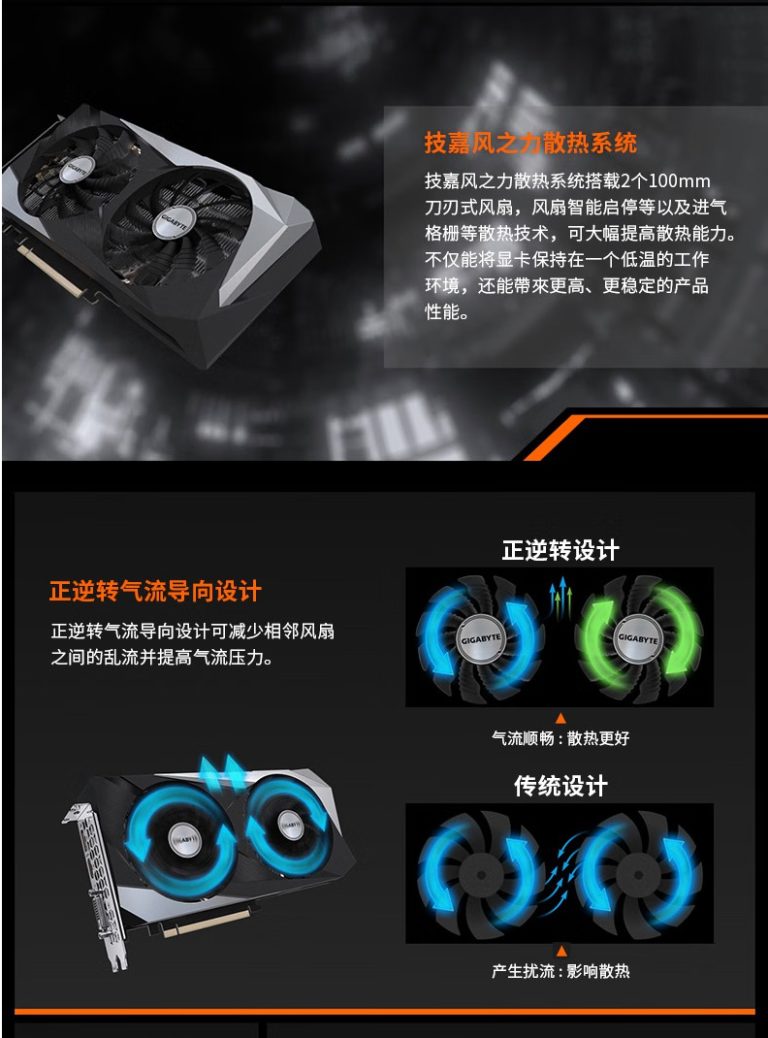 技嘉风之力散热系统
技嘉风之力散热系统搭载2个100mm
刀刃式风扇，风扇智能启停等以及进气
格栅等散热技术，可大幅提高散热能力。
不仅能将显卡保持在一个低温的工作
环境，还能帶來更高、更稳定的产品
性能。
GIGABYTE
GIGABYTE
正逆转设计
正逆转气流导向设计
正逆转气流导向设计可减少相邻风扇
之间的乱流并提高气流压力。
GIGABYTE
GIGABYTE
气流顺畅 : 散热更好
传统设计
GIGABYTE
GIGABYTE
产生扰流 : 影响散热